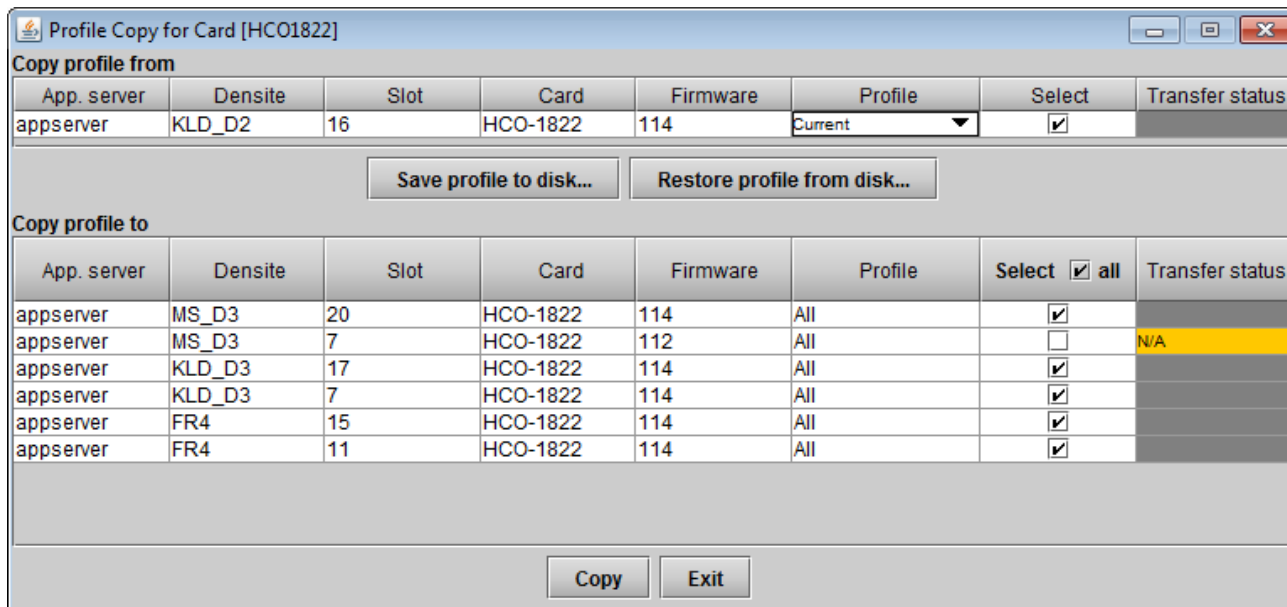 Profile Copy for Card [HCO1822]
Copy profile from
App. server Densite Slot Card Firmware Profile Select Transfer status
appserver KLD_D2 16 HCO-1822 114 Current
Save profile to disk... Restore profile from disk...
Copy profile to
App. server Densite Slot Card Firmware Profile Select all Transfer status
appserver MS_D3 20 HCO-1822 114 All
appserver MS_D3 7 HCO-1822 112 All N/A
appserver KLD_D3 17 HCO-1822 114 All
appserver KLD_D3 7 HCO-1822 114 All
appserver FR4 15 HCO-1822 114 All
appserver FR4 11 HCO-1822 114 All
Copy Exit